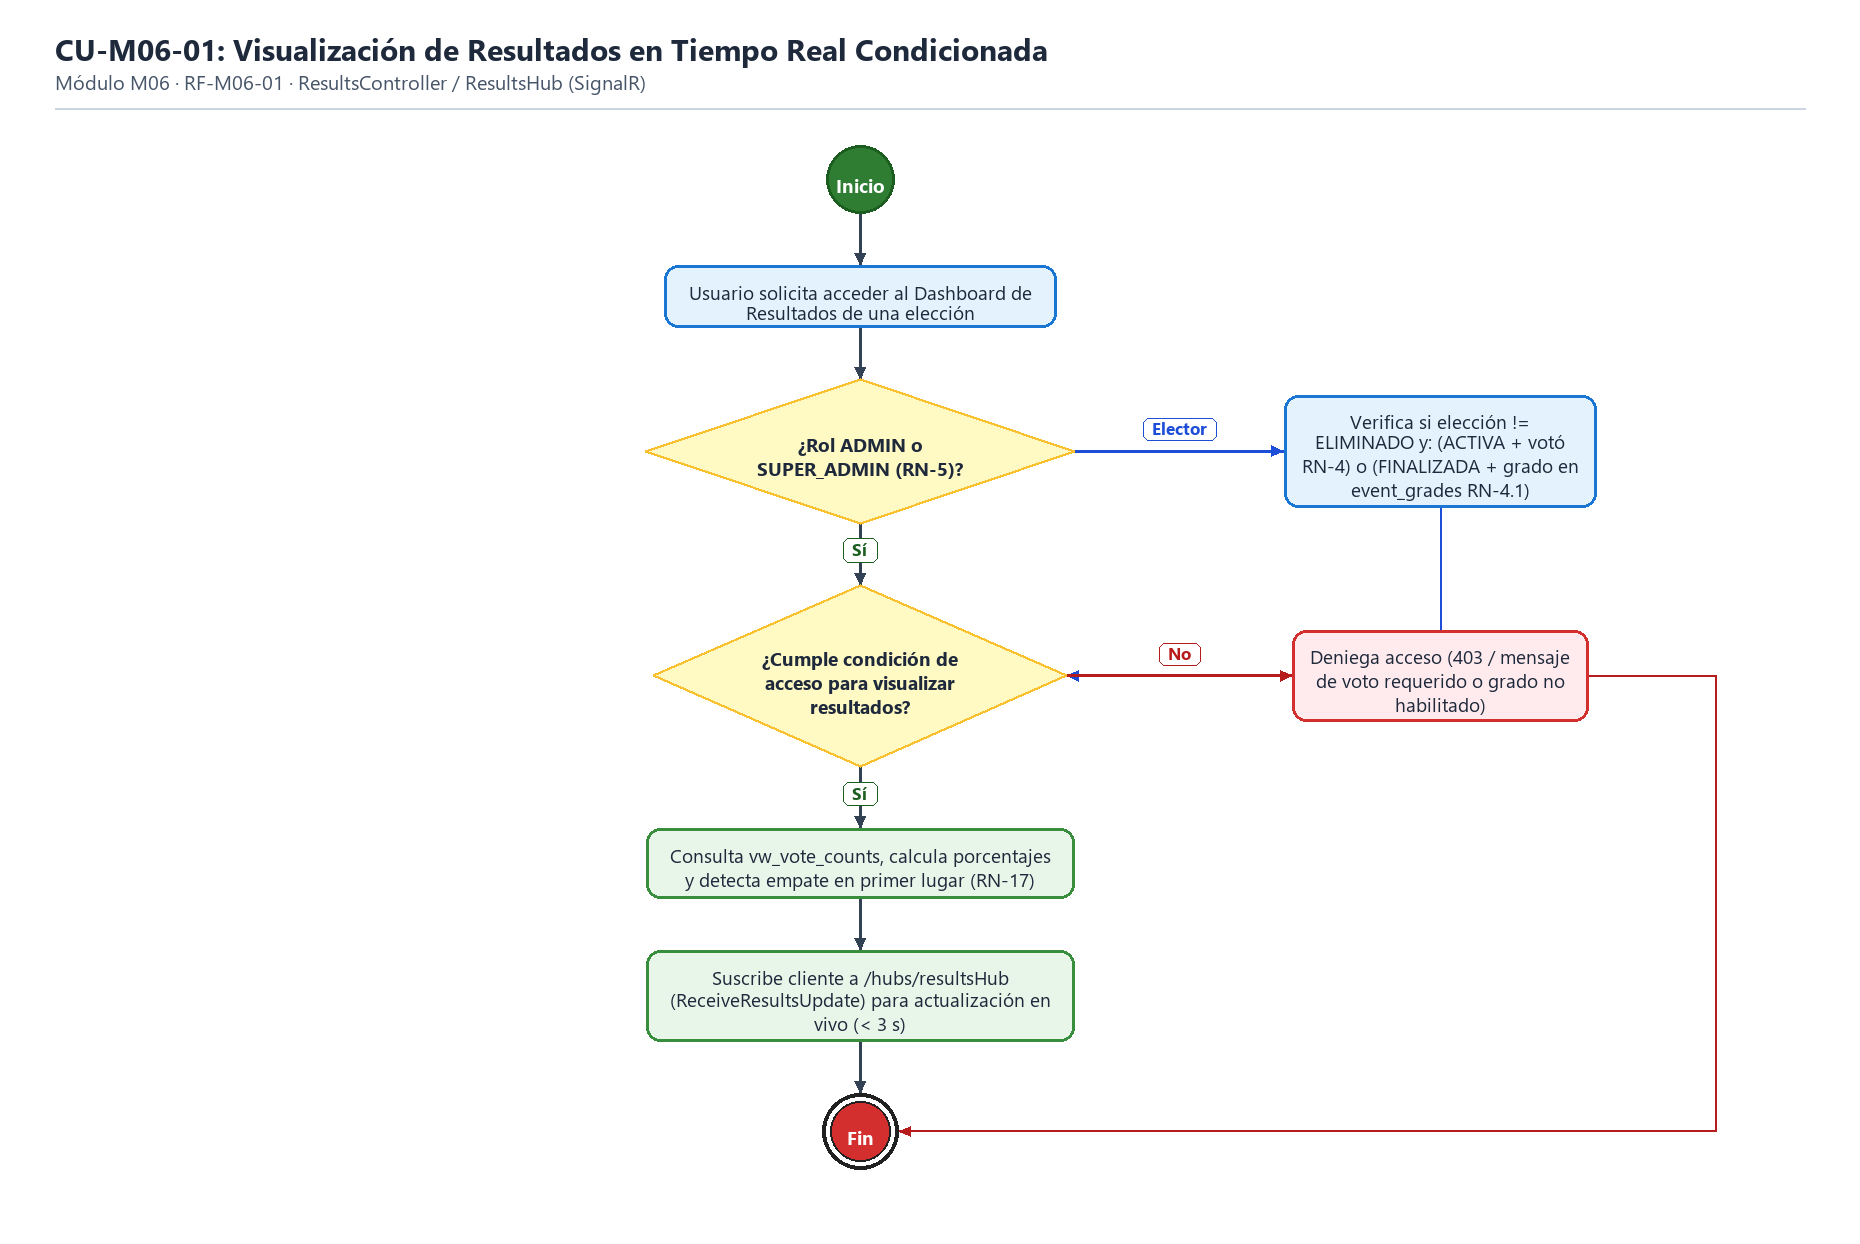 CU-M06-01: Visualización de Resultados en Tiempo Real Condicionada
Módulo M06 · RF-M06-01 · ResultsController / ResultsHub (SignalR)
Inicio
Usuario solicita acceder al Dashboard de
Resultados de una elección
¿Rol ADMIN o
SUPER_ADMIN (RN-5)?
Elector
Verifica si elección !=
ELIMINADO y: (ACTIVA + votó
RN-4) o (FINALIZADA + grado en
event_grades RN-4.1)
Sí
¿Cumple condición de
acceso para visualizar
resultados?
No
Deniega acceso (403 / mensaje
de voto requerido o grado no
habilitado)
Sí
Consulta vw_vote_counts, calcula porcentajes
y detecta empate en primer lugar (RN-17)
Suscribe cliente a /hubs/resultsHub
(ReceiveResultsUpdate) para actualización en
vivo (< 3 s)
Fin